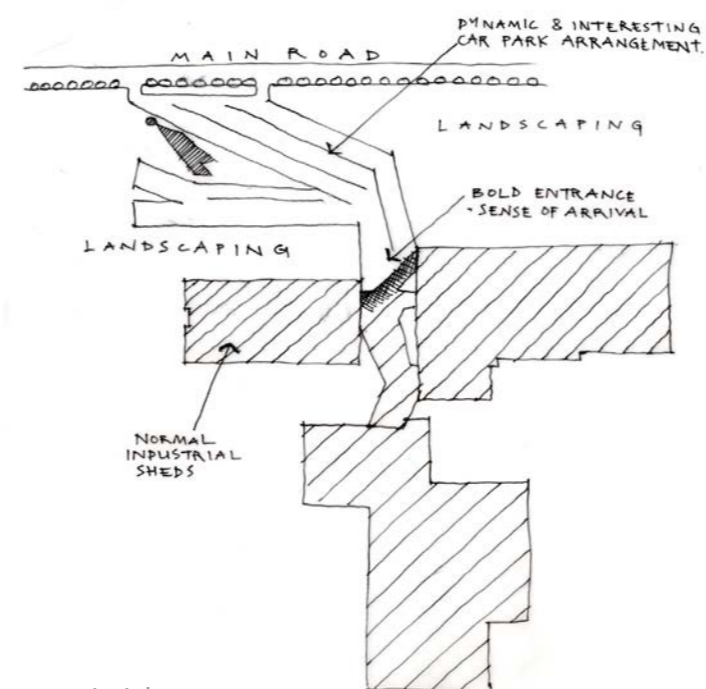 DYNAMIC & INTERESTING
CAR PARK ARRANGEMENT.
MAIN ROAD
LANDSCAPING
BOLD ENTRANCE
- SENSE OF ARRIVAL
LANDSCAPING
NORMAL
INDUSTRIAL
SHEDS